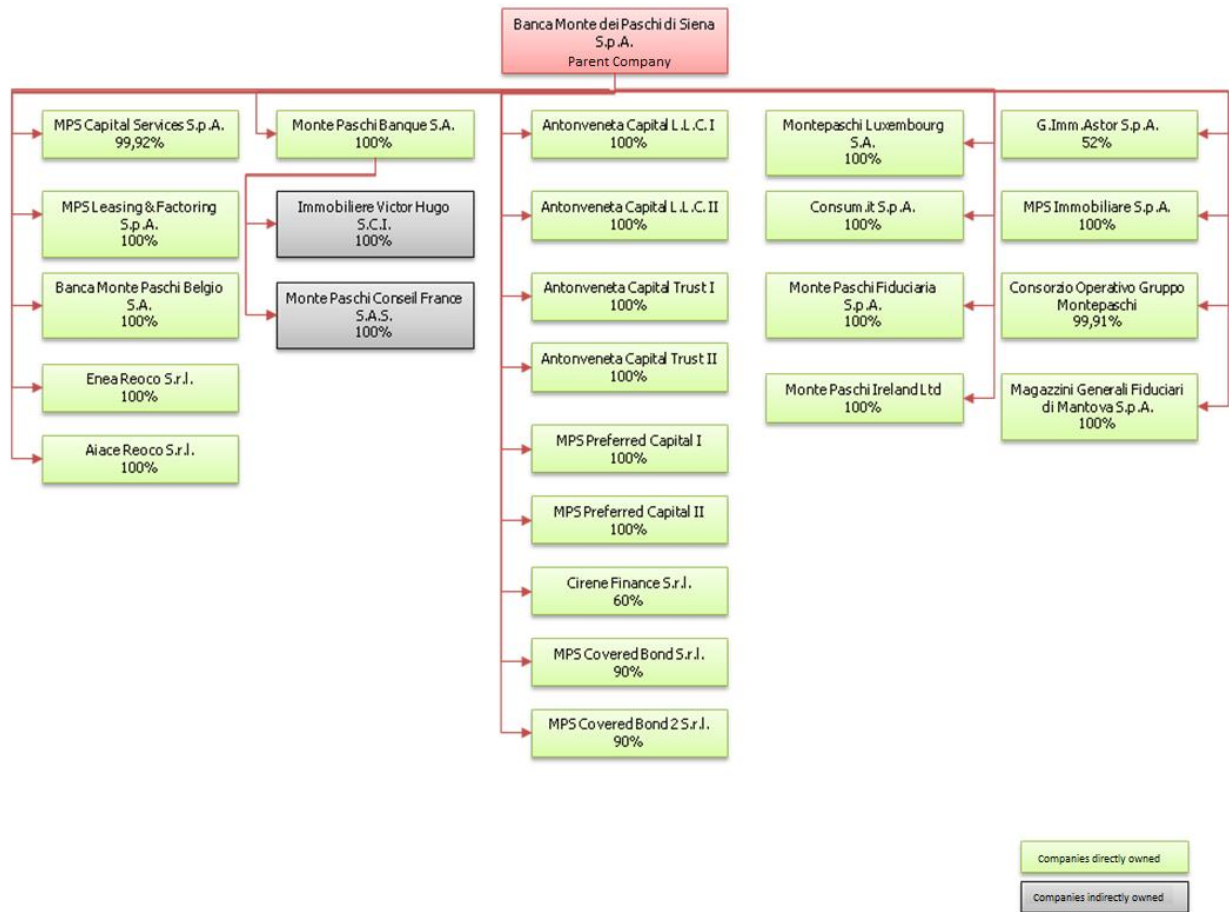 Banca Monte dei Paschi di Siena
S.p.A.
Parent Company
MPS Capital Services S.p.A.
99,92%
MPS Leasing & Factoring
S.p.A.
100%
Banca Monte Paschi Belgio
S.A.
100%
Enea Reoco S.r.l.
100%
Aiace Reoco S.r.l.
100%
Monte Paschi Banque S.A.
100%
Immobiliere Victor Hugo
S.C.I.
100%
Monte Paschi Conseil France
S.A.S.
100%
Antonveneta Capital L.L.C. I
100%
Antonveneta Capital L.L.C. II
100%
Antonveneta Capital Trust I
100%
Antonveneta Capital Trust II
100%
MPS Preferred Capital I
100%
MPS Preferred Capital II
100%
Cirene Finance S.r.l.
60%
MPS Covered Bond S.r.l.
90%
MPS Covered Bond 2 S.r.l.
90%
Montepaschi Luxembourg
S.A.
100%
Consum.it S.p.A.
100%
Monte Paschi Fiduciaria
S.p.A.
100%
Monte Paschi Ireland Ltd
100%
G.Imm.Astor S.p.A.
52%
MPS Immobiliare S.p.A.
100%
Consorzio Operativo Gruppo
Montepaschi
99,91%
Magazzini Generali Fiduciari
di Mantova S.p.A.
100%
Companies directly owned
Companies indirectly owned